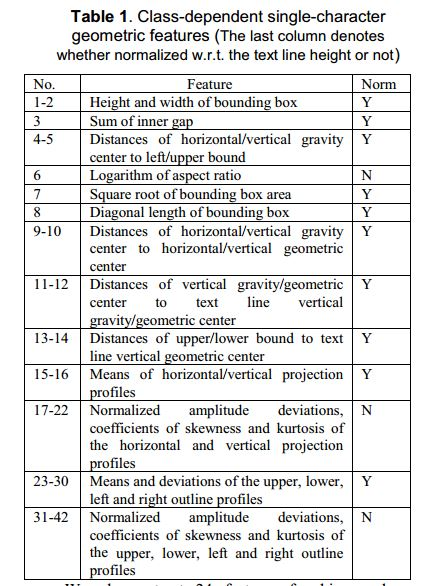 Table 1. Class-dependent single-character
geometric features (The last column denotes
whether normalized w.r.t. the text line height or not)
No. Feature Norm
1-2 Height and width of bounding box Y
3 Sum of inner gap Y
4-5 Distances of horizontal/vertical gravity Y
center to left/upper bound
6 Logarithm of aspect ratio N
7 Square root of bounding box area Y
8 Diagonal length of bounding box Y
9-10 Distances of horizontal/vertical gravity Y
center to horizontal/vertical geometric
center
11-12 Distances of vertical gravity/geometric Y
center to text line vertical
gravity/geometric center
13-14 Distances of upper/lower bound to text Y
line vertical geometric center
15-16 Means of horizontal/vertical projection Y
profiles
17-22 Normalized amplitude deviations, N
coefficients of skewness and kurtosis of
the horizontal and vertical projection
profiles
23-30 Means and deviations of the upper, lower, Y
left and right outline profiles
31-42 Normalized amplitude deviations, N
coefficients of skewness and kurtosis of
the upper, lower, left and right outline
profiles